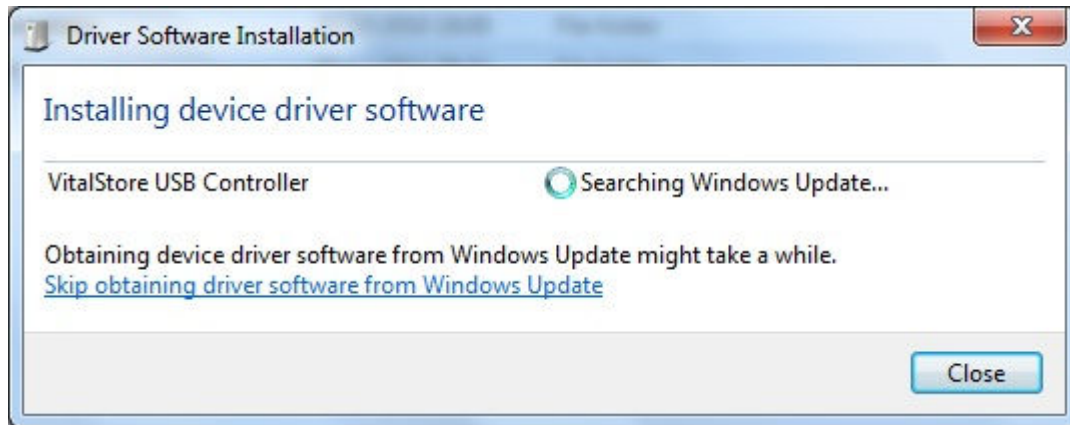 Driver Software Installation
Installing device driver software
VitalStore USB Controller Searching Windows Update...
Obtaining device driver software from Windows Update might take a while.
Skip obtaining driver software from Windows Update
Close